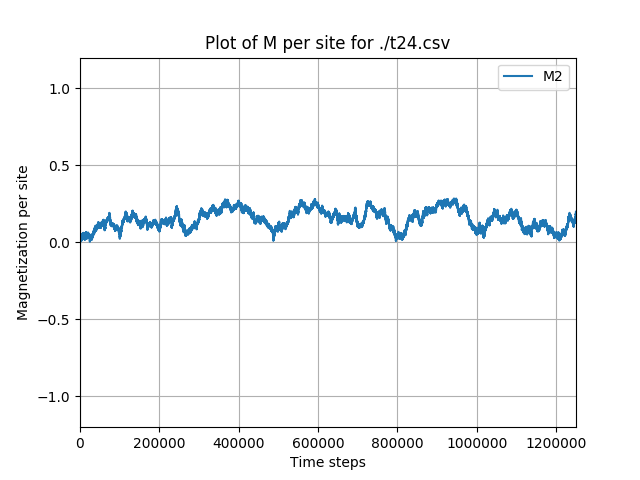 Plot of M per site for ./t24.csv
M2
1.0
0.5
0.0
−0.5
−1.0
Magnetization per site
0 200000 400000 600000 800000 1000000 1200000
Time steps